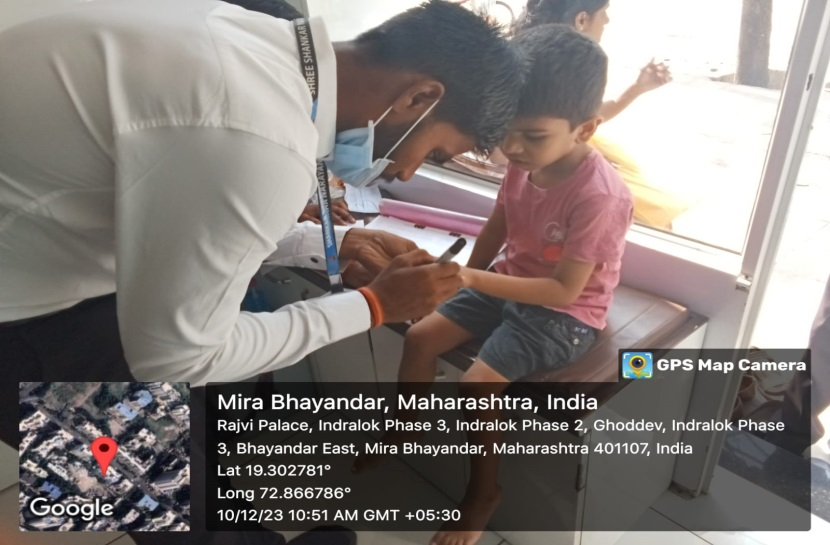 SHREE SHANKAR
GPS Map Camera
Mira Bhayandar, Maharashtra, India
Rajvi Palace, Indralok Phase 3, Indralok Phase 2, Ghoddev, Indralok Phase
3, Bhayandar East, Mira Bhayandar, Maharashtra 401107, India
Lat 19.302781°
Long 72.866786°
10/12/23 10:51 AM GMT +05:30
Google